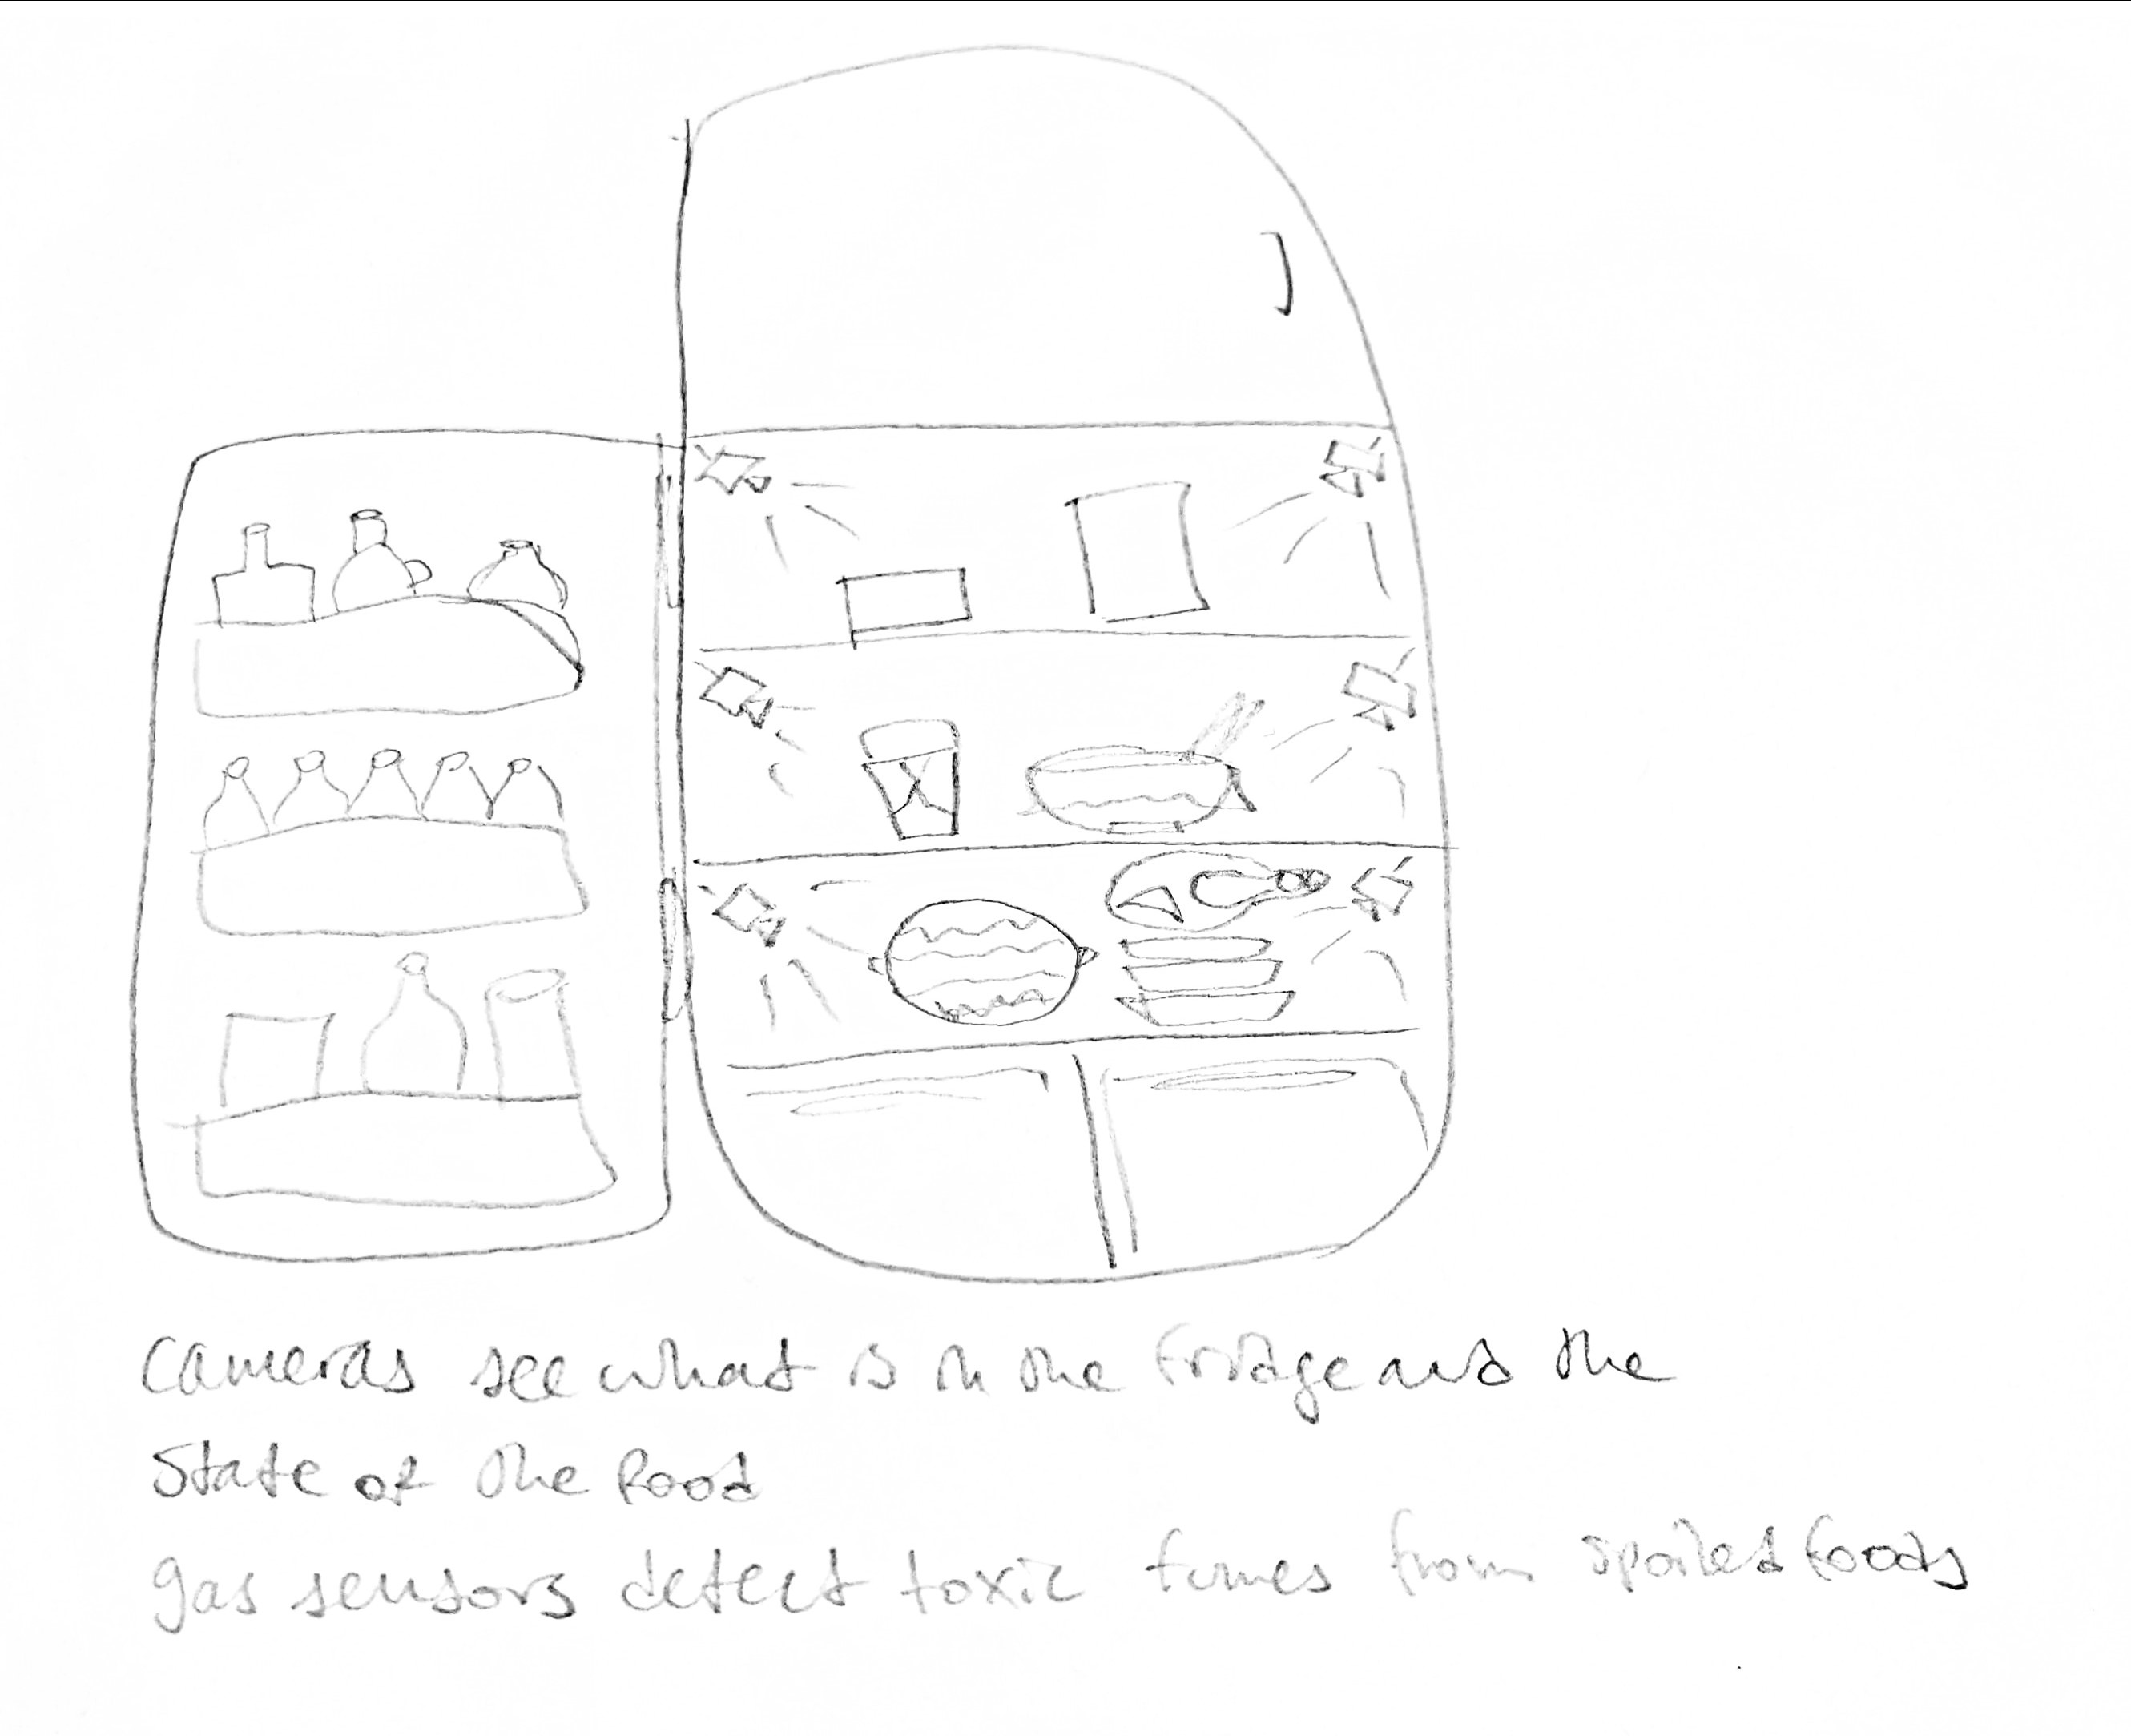 cameras see what is in the fridge and the
state of the food
gas sensors detect toxic fumes from spoiled foods